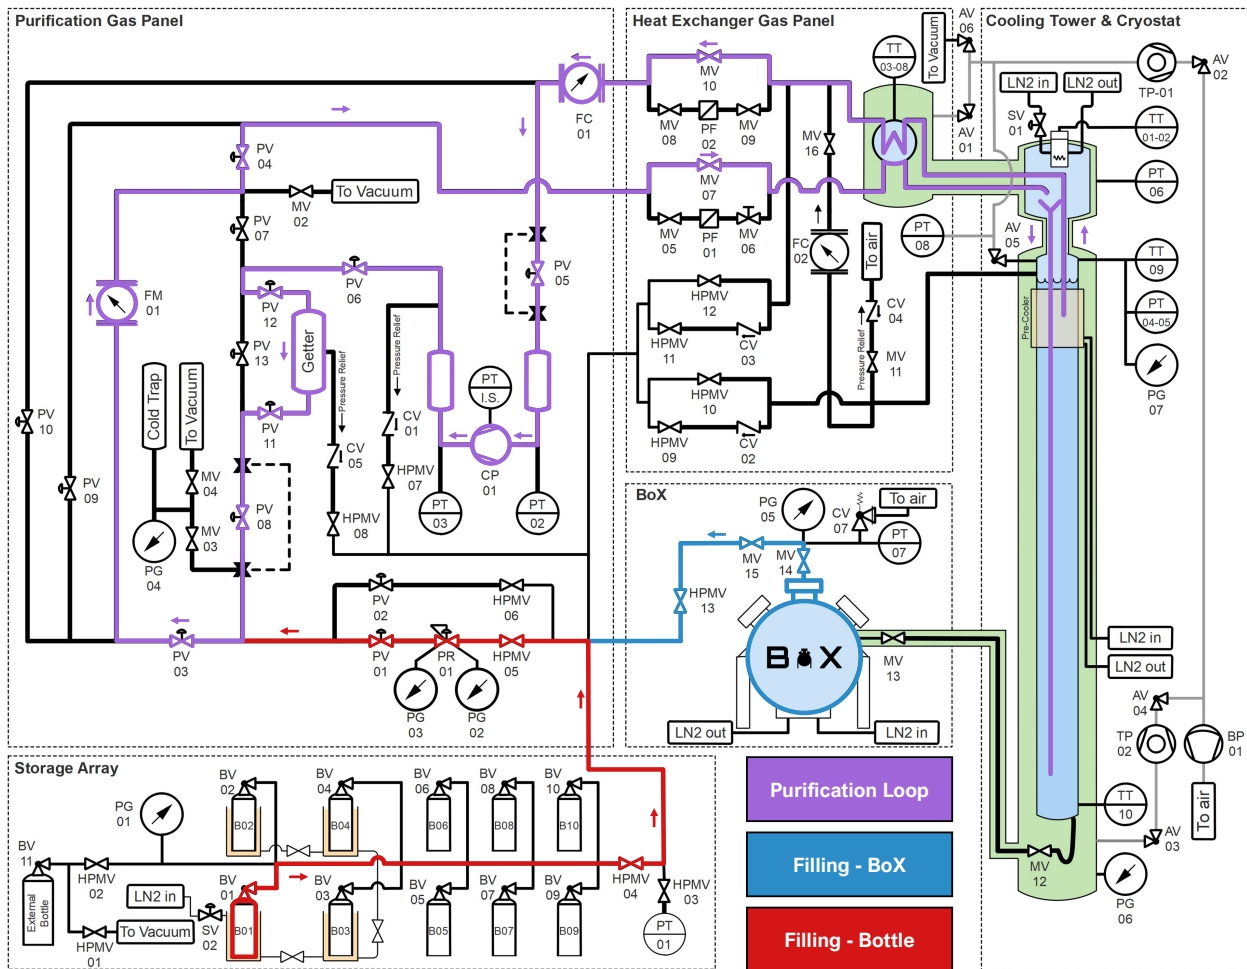 Purification Gas Panel
FC
01
PV
04
To Vacuum
MV
02
PV
07
PV
06
PV
05
FM
01
PV
12
PV
13
Getter
Pressure Relief
Pressure Relief
PT
I.S.
PV
10
Cold Trap
To Vacuum
PV
11
CV
01
CV
05
CP
01
HPMV
07
MV
04
PV
09
PV
08
MV
03
HPMV
08
PT
03
PT
02
PG
04
PV
02
HPMV
06
PV
03
PV
01
PR
01
HPMV
05
PG
03
PG
02
Heat Exchanger Gas Panel
To Vacuum
AV
06
MV
10
MV
08
PF
02
MV
09
MV
16
TT
03-08
AV
01
MV
07
MV
05
PF
01
MV
06
FC
02
To air
PT
08
HPMV
12
HPMV
11
CV
03
CV
04
Pressure Relief
MV
11
HPMV
10
HPMV
09
CV
02
Cooling Tower & Cryostat
LN2 in
LN2 out
TP-01
AV
02
SV
01
TT
01-02
PT
06
AV
05
TT
09
Pre-Cooler
PT
04-05
PG
07
LN2 in
LN2 out
AV
04
TP
02
BP
01
To air
TT
10
AV
03
MV
12
PG
06
BoX
PG
05
CV
07
To air
PT
07
MV
15
MV
14
HPMV
13
BOX
MV
13
LN2 out
LN2 in
Storage Array
PG
01
BV
02
BV
04
BV
06
BV
08
BV
10
B02
B04
B06
B08
B10
BV
11
HPMV
02
External
Bottle
LN2 in
SV
02
To Vacuum
HPMV
01
BV
01
BV
03
BV
05
BV
07
BV
09
B01
B03
B05
B07
B09
HPMV
04
HPMV
03
PT
01
Purification Loop
Filling - BoX
Filling - Bottle